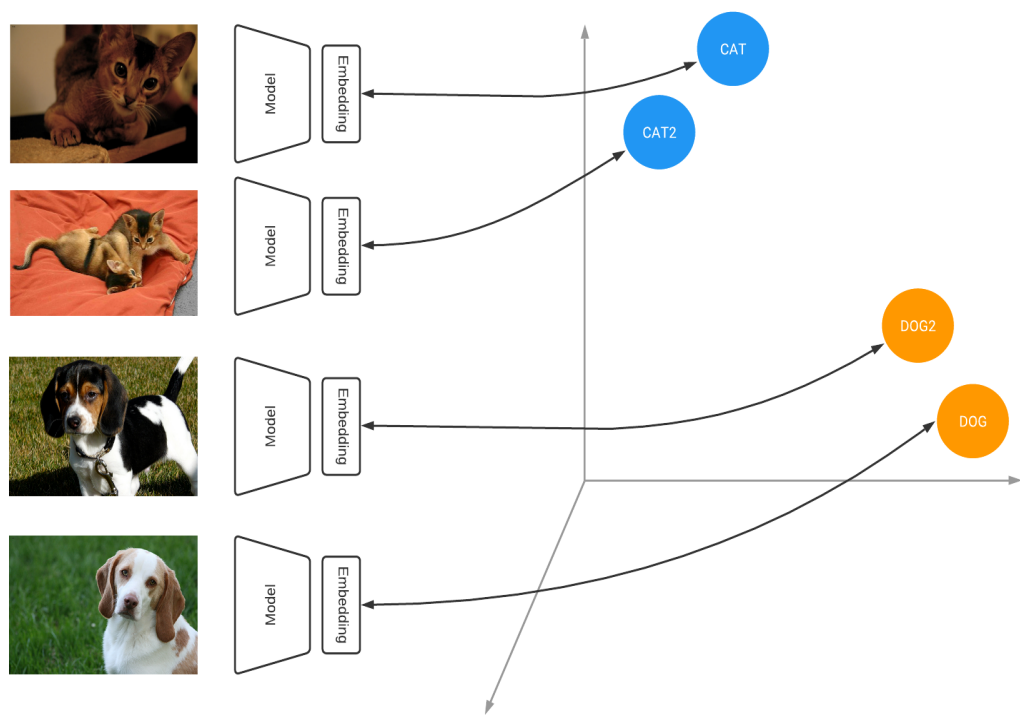 Model
Embedding
CAT
Model
Embedding
CAT2
Model
Embedding
DOG2
Model
Embedding
DOG